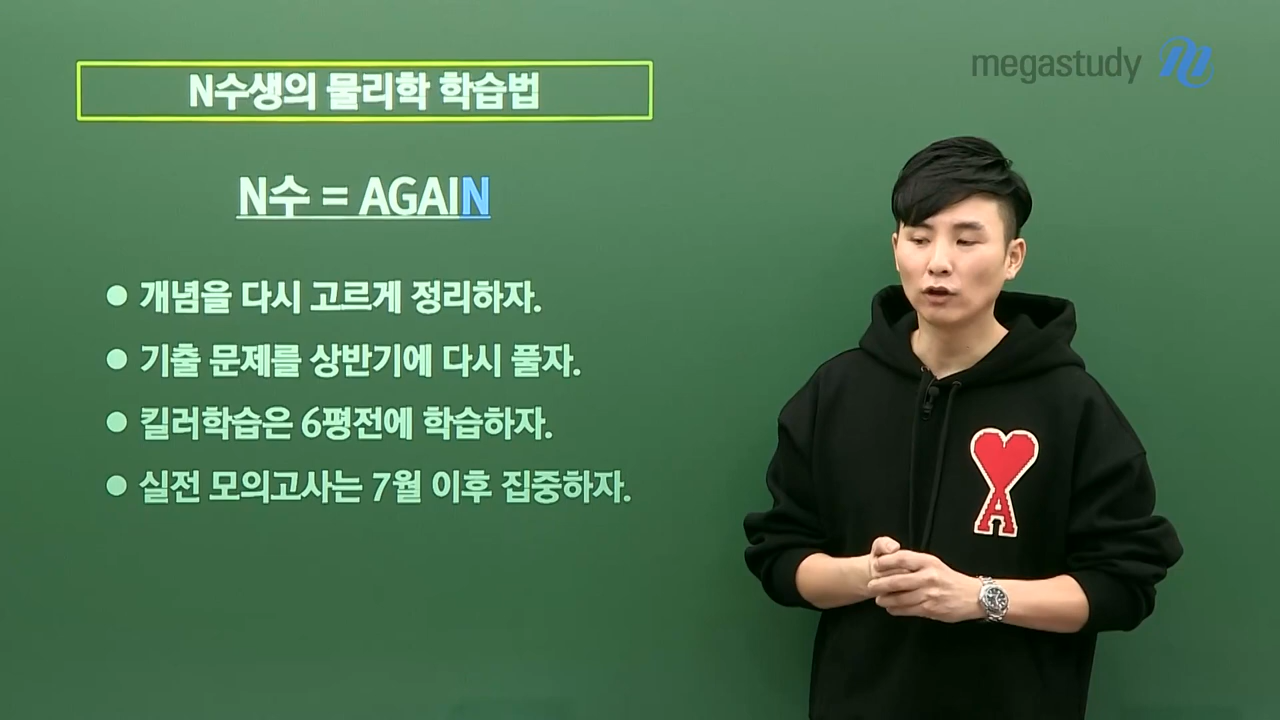 N수생의 물리학 학습법
megastudy
N수 = AGAIN
● 개념을 다시 고르게 정리하자.
● 기출 문제를 상반기에 다시 풀자.
● 킬러학습은 6평전에 학습하자.
● 실전 모의고사는 7월 이후 집중하자.
A